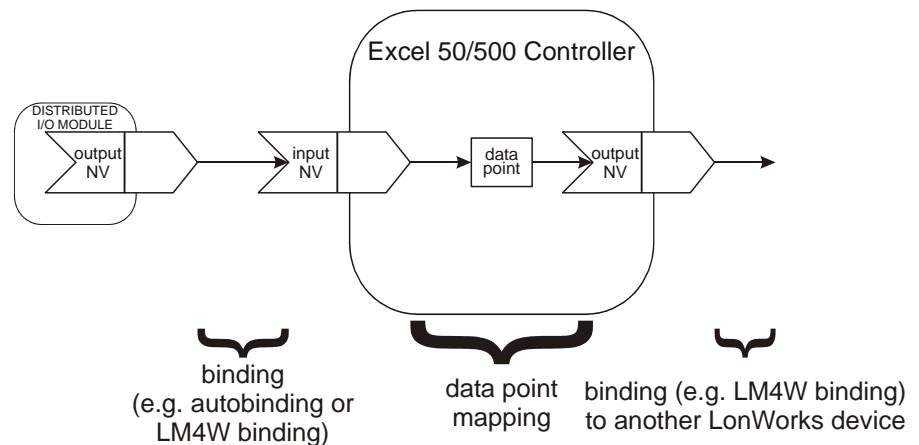 Excel 50/500 Controller
DISTRIBUTED
I/O MODULE
output
NV
input
NV
data
point
output
NV
binding
(e.g. autobinding or
LM4W binding)
data point
mapping
binding (e.g. LM4W binding)
to another LonWorks device